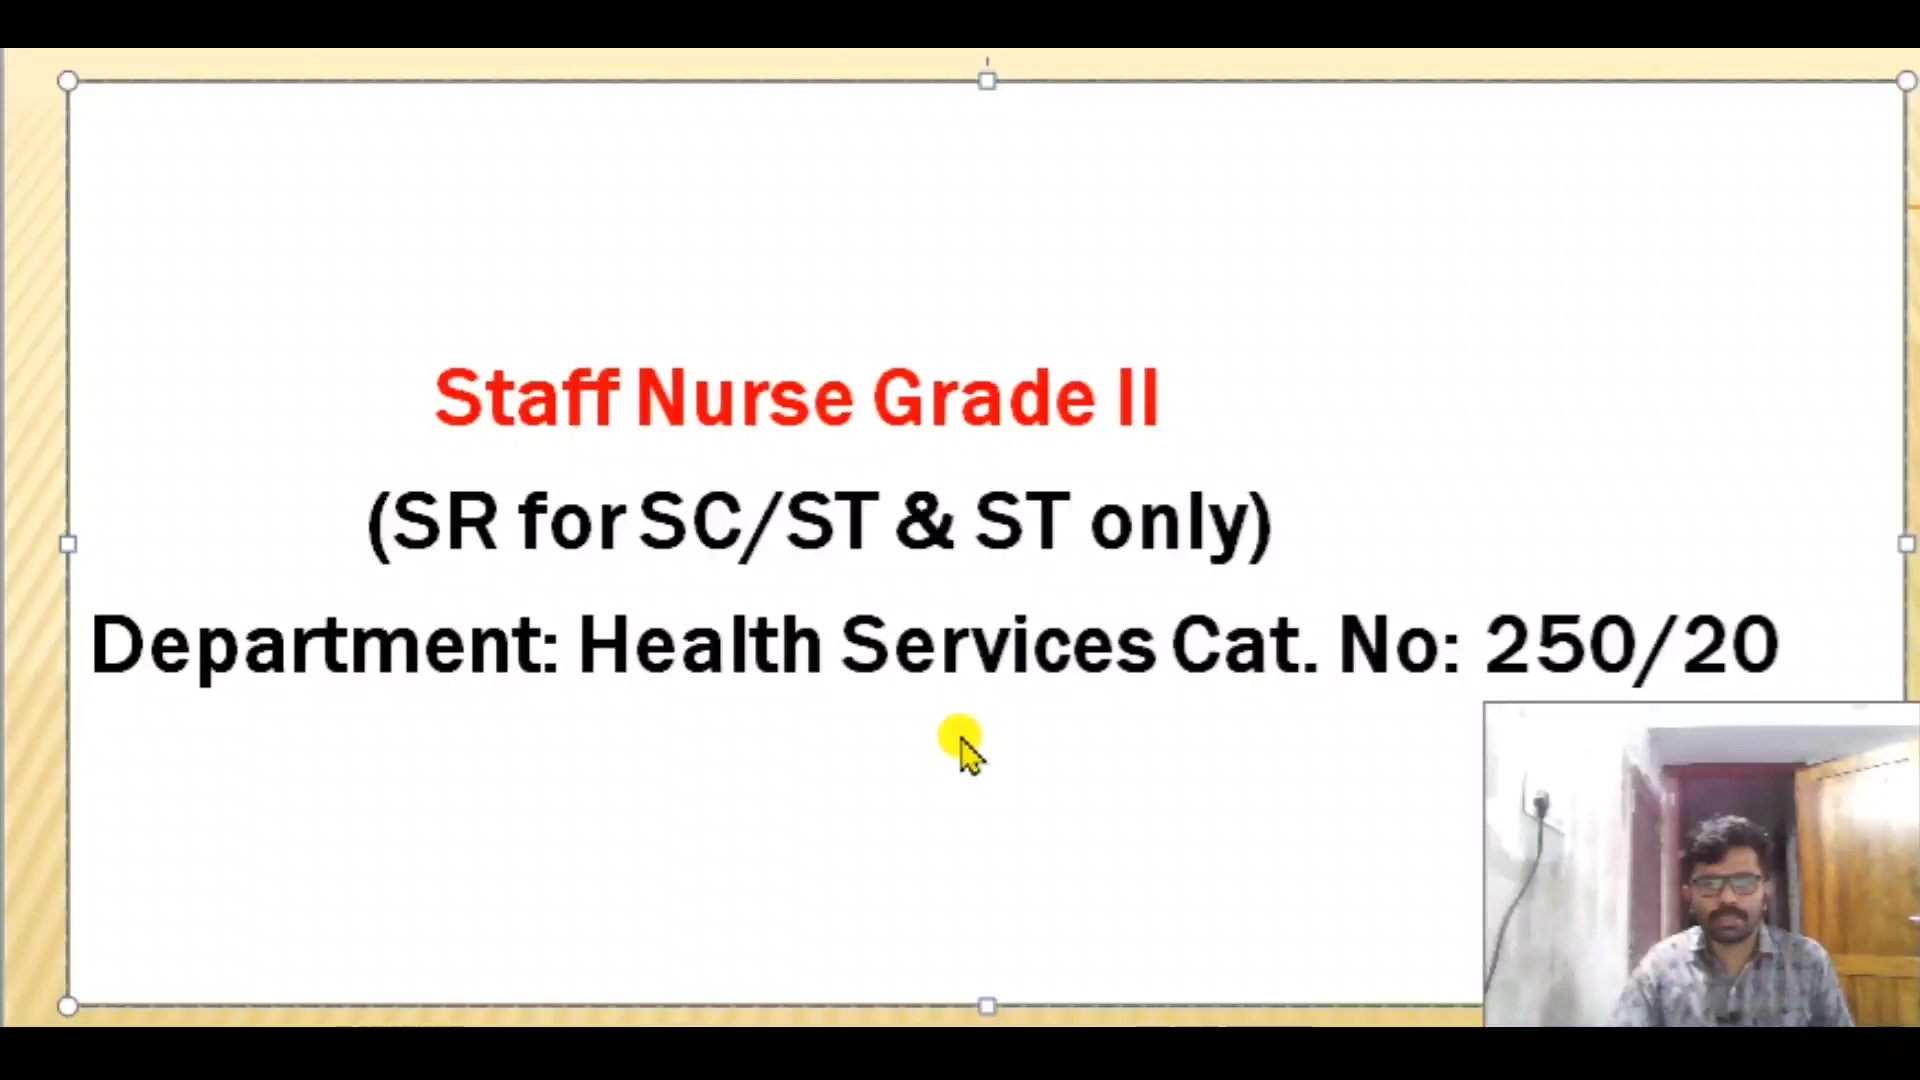 Staff Nurse Grade II
(SR for SC/ST & ST only)
Department: Health Services Cat. No: 250/20